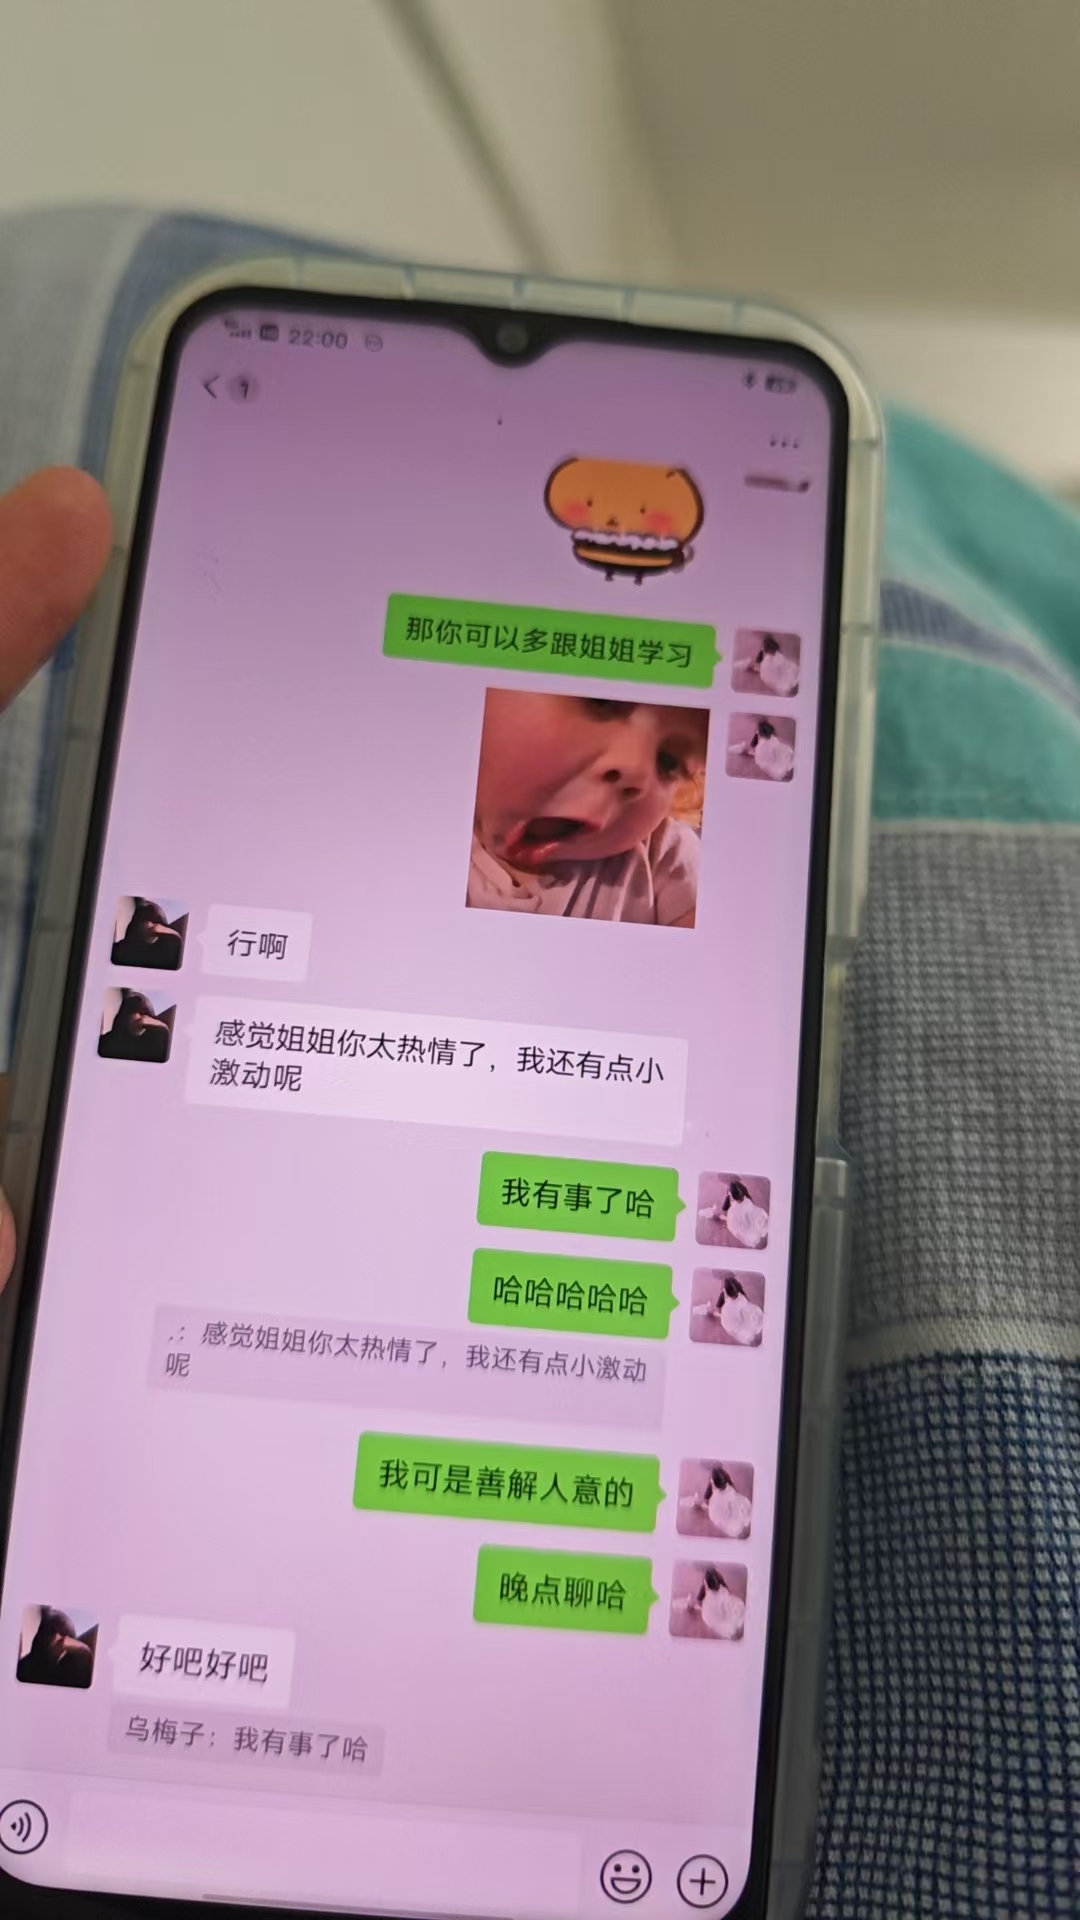 22:00
那你可以多跟姐姐学习
行啊
感觉姐姐你太热情了，我还有点小
激动呢
我有事了哈
哈哈哈哈哈
.: 感觉姐姐你太热情了，我还有点小激动
呢
我可是善解人意的
晚点聊哈
好吧好吧
乌梅子：我有事了哈